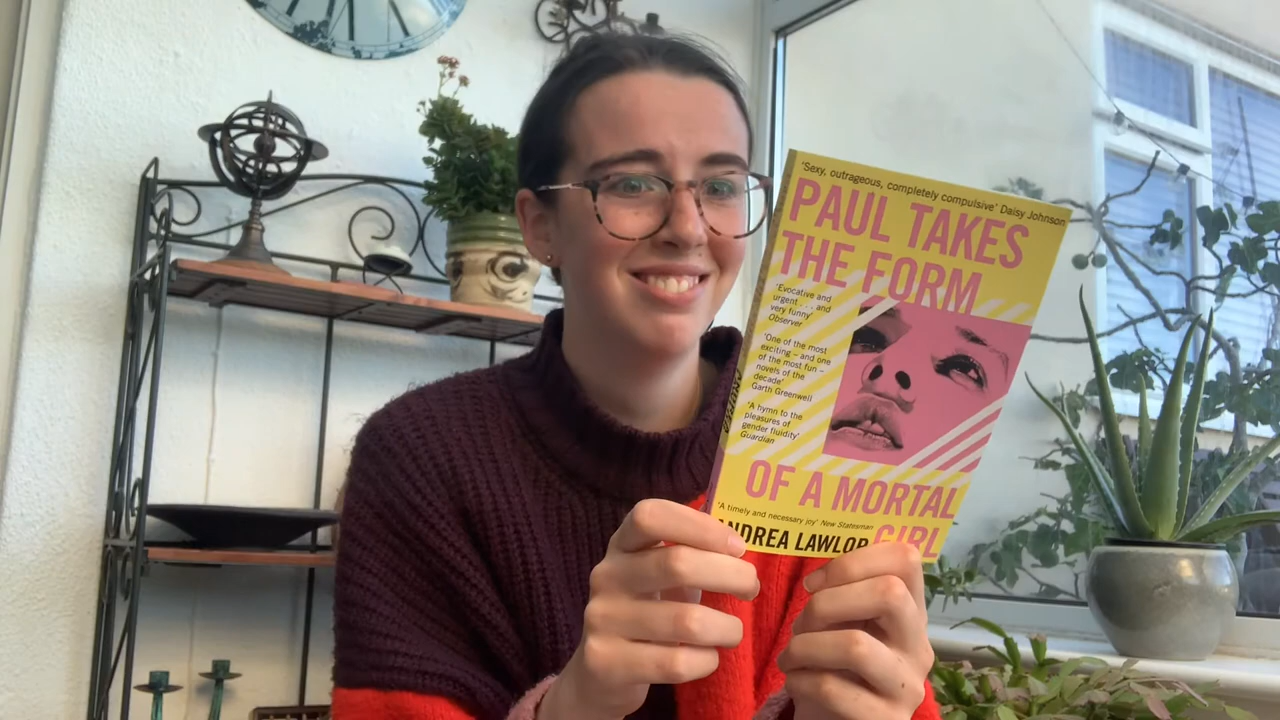 'Sexy, outrageous, completely compulsive' Daisy Johnson
PAUL TAKES
THE FORM
'Evocative and
urgent . . . and
very funny'
Observer
'One of the most
exciting – and one
of the most fun –
novels of the
decade'
Garth Greenwell
'A hymn to the
pleasures of
gender fluidity'
Guardian
OF A MORTAL
GIRL
'A timely and necessary joy' New Statesman
ANDREA LAWLOR